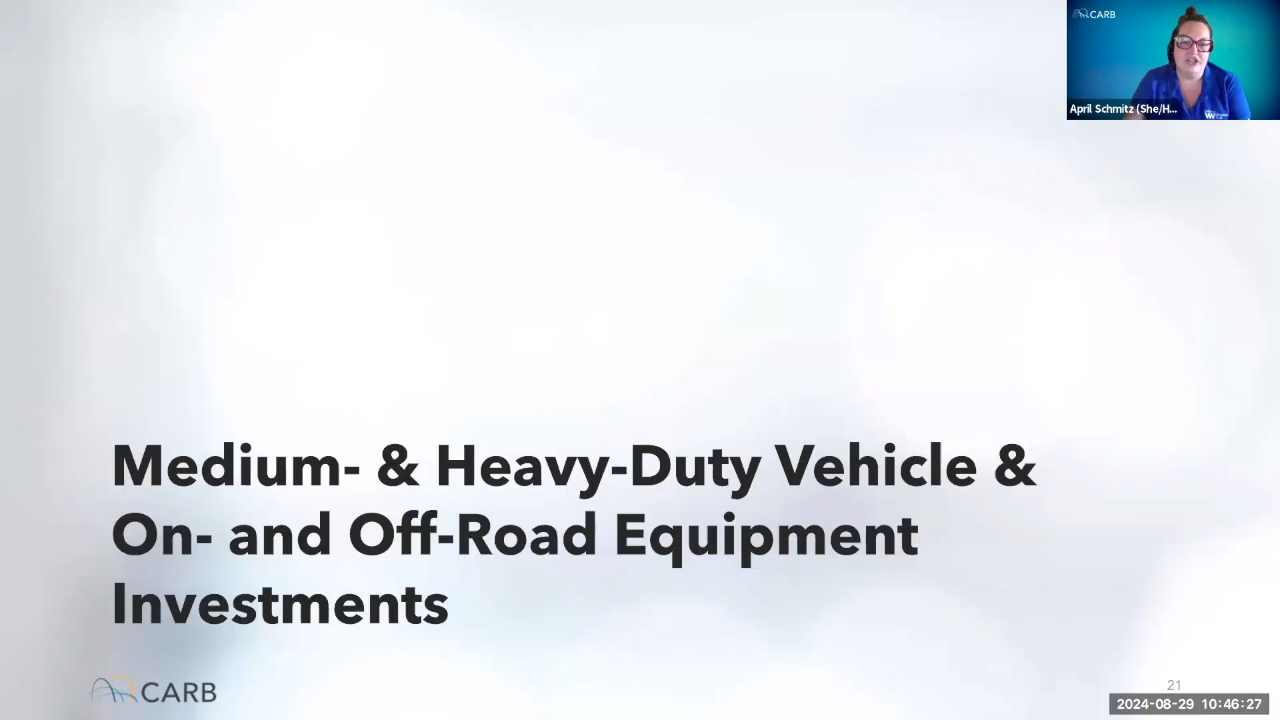 CARB
April Schmitz (She/H...
Medium- & Heavy-Duty Vehicle &
On- and Off-Road Equipment
Investments
CARB
21
2024-08-29 10:46:27